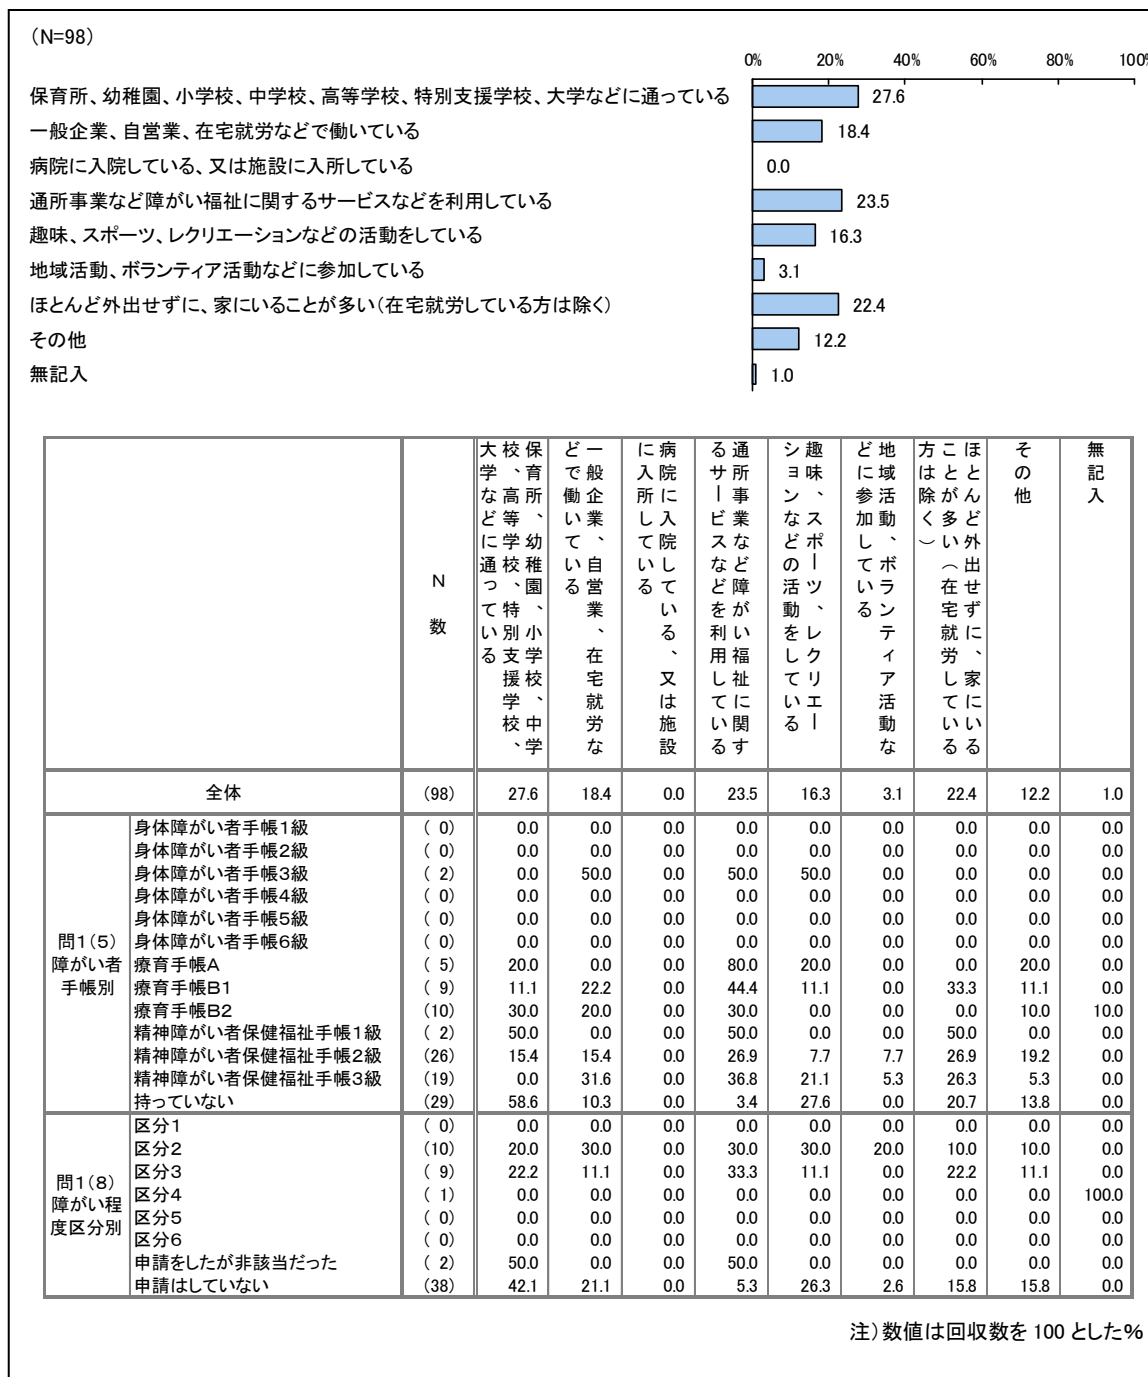 (N=98)
0% 20% 40% 60% 80% 100%
保育所、幼稚園、小学校、中学校、高等学校、特別支援学校、大学などに通っている 27.6
一般企業、自営業、在宅就労などで働いている 18.4
病院に入院している、又は施設に入所している 0.0
通所事業など障がい福祉に関するサービスなどを利用している 23.5
趣味、スポーツ、レクリエーションなどの活動をしている 16.3
地域活動、ボランティア活動などに参加している 3.1
ほとんど外出せずに、家にいることが多い(在宅就労している方は除く) 22.4
その他 12.2
無記入 1.0
N数
保育所、幼稚園、小学校、中学
校、高等学校、特別支援学校、
大学などに通っている
一般企業、自営業、在宅就労な
どで働いている
病院に入院している、又は施設
に入所している
通所事業など障がい福祉に関す
るサービスなどを利用している
趣味、スポーツ、レクリエー
ションなどの活動をしている
地域活動、ボランティア活動な
どに参加している
ほとんど外出せずに、家にいる
ことが多い(在宅就労している
方は除く)
その他
無記入
全体 (98) 27.6 18.4 0.0 23.5 16.3 3.1 22.4 12.2 1.0
問1(5)
障がい者
手帳別
身体障がい者手帳1級 ( 0) 0.0 0.0 0.0 0.0 0.0 0.0 0.0 0.0 0.0
身体障がい者手帳2級 ( 0) 0.0 0.0 0.0 0.0 0.0 0.0 0.0 0.0 0.0
身体障がい者手帳3級 ( 2) 0.0 50.0 0.0 50.0 50.0 0.0 0.0 0.0 0.0
身体障がい者手帳4級 ( 0) 0.0 0.0 0.0 0.0 0.0 0.0 0.0 0.0 0.0
身体障がい者手帳5級 ( 0) 0.0 0.0 0.0 0.0 0.0 0.0 0.0 0.0 0.0
身体障がい者手帳6級 ( 0) 0.0 0.0 0.0 0.0 0.0 0.0 0.0 0.0 0.0
療育手帳A ( 5) 20.0 0.0 0.0 80.0 20.0 0.0 0.0 20.0 0.0
療育手帳B1 ( 9) 11.1 22.2 0.0 44.4 11.1 0.0 33.3 11.1 0.0
療育手帳B2 (10) 30.0 20.0 0.0 30.0 0.0 0.0 0.0 10.0 10.0
精神障がい者保健福祉手帳1級 ( 2) 50.0 0.0 0.0 50.0 0.0 0.0 50.0 0.0 0.0
精神障がい者保健福祉手帳2級 (26) 15.4 15.4 0.0 26.9 7.7 7.7 26.9 19.2 0.0
精神障がい者保健福祉手帳3級 (19) 0.0 31.6 0.0 36.8 21.1 5.3 26.3 5.3 0.0
持っていない (29) 58.6 10.3 0.0 3.4 27.6 0.0 20.7 13.8 0.0
問1(8)
障がい程
度区分別
区分1 ( 0) 0.0 0.0 0.0 0.0 0.0 0.0 0.0 0.0 0.0
区分2 (10) 20.0 30.0 0.0 30.0 30.0 20.0 10.0 10.0 0.0
区分3 ( 9) 22.2 11.1 0.0 33.3 11.1 0.0 22.2 11.1 0.0
区分4 ( 1) 0.0 0.0 0.0 0.0 0.0 0.0 0.0 0.0 100.0
区分5 ( 0) 0.0 0.0 0.0 0.0 0.0 0.0 0.0 0.0 0.0
区分6 ( 0) 0.0 0.0 0.0 0.0 0.0 0.0 0.0 0.0 0.0
申請をしたが非該当だった ( 2) 50.0 0.0 0.0 50.0 0.0 0.0 0.0 0.0 0.0
申請はしていない (38) 42.1 21.1 0.0 5.3 26.3 2.6 15.8 15.8 0.0
注)数値は回収数を 100 とした%